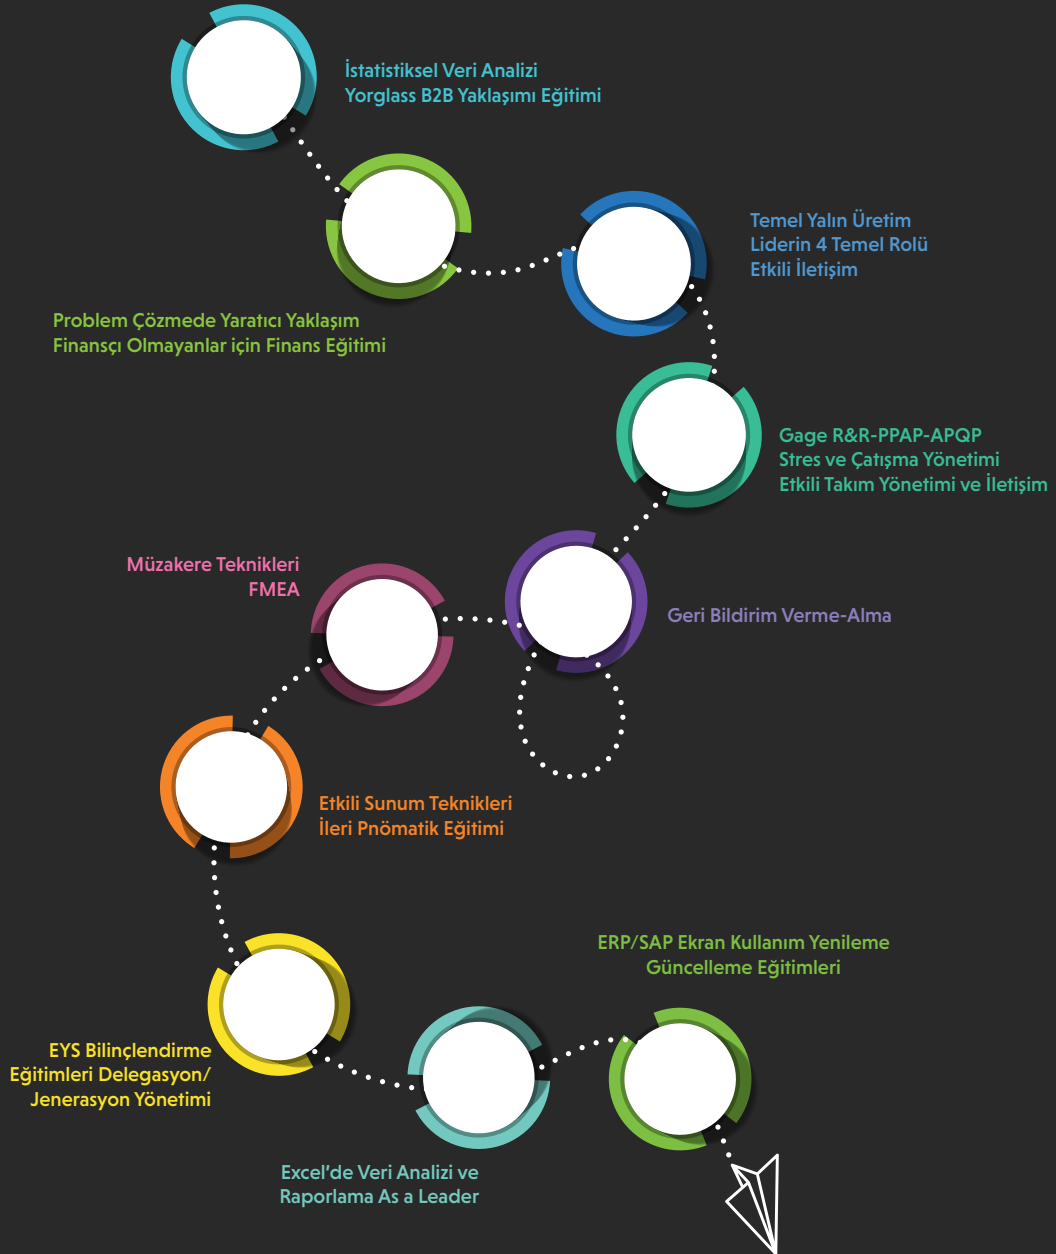 İstatistiksel Veri Analizi
Yorglass B2B Yaklaşımı Eğitimi
Problem Çözmede Yaratıcı Yaklaşım
Finansçı Olmayanlar için Finans Eğitimi
Temel Yalın Üretim
Liderin 4 Temel Rolü
Etkili İletişim
Gage R&R-PPAP-APQP
Stres ve Çatışma Yönetimi
Etkili Takım Yönetimi ve İletişim
Geri Bildirim Verme-Alma
Müzakere Teknikleri
FMEA
Etkili Sunum Teknikleri
İleri Pnömatik Eğitimi
EYS Bilinçlendirme
Eğitimleri Delegasyon/
Jenerasyon Yönetimi
Excel’de Veri Analizi ve
Raporlama As a Leader
ERP/SAP Ekran Kullanım Yenileme
Güncelleme Eğitimleri